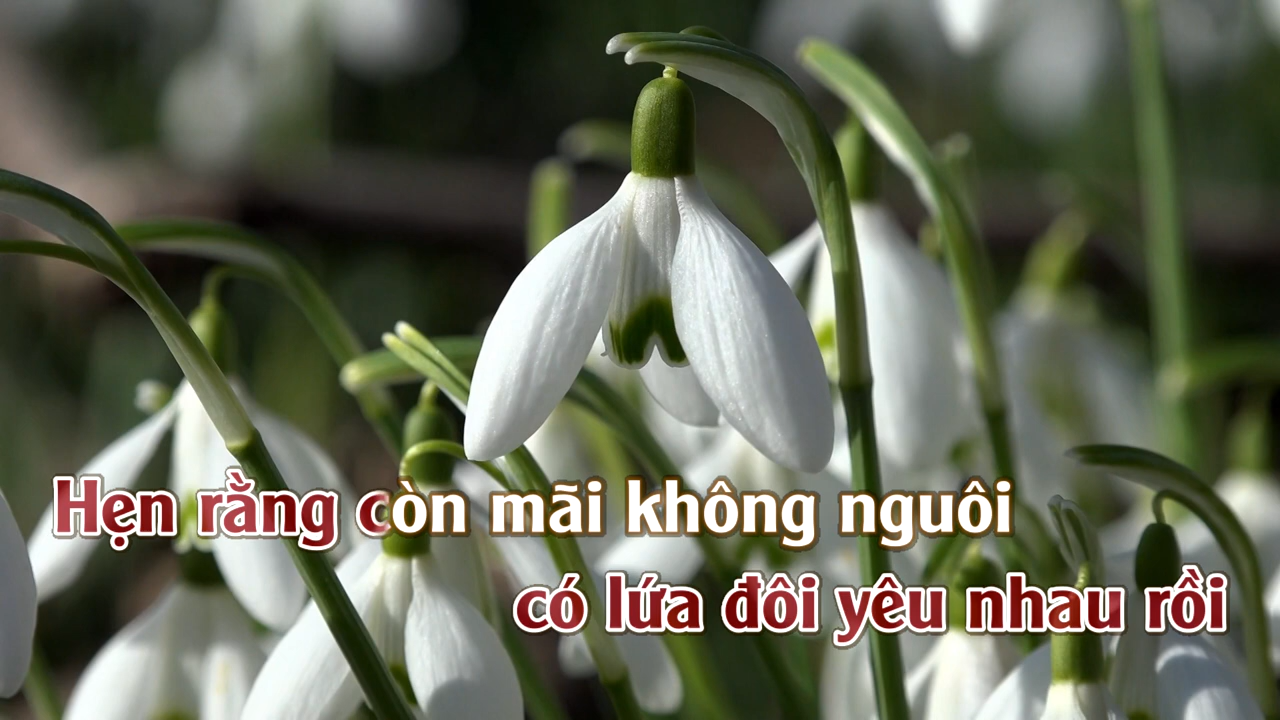 Hẹn rằng còn mãi không nguôi
có lứa đôi yêu nhau rồi